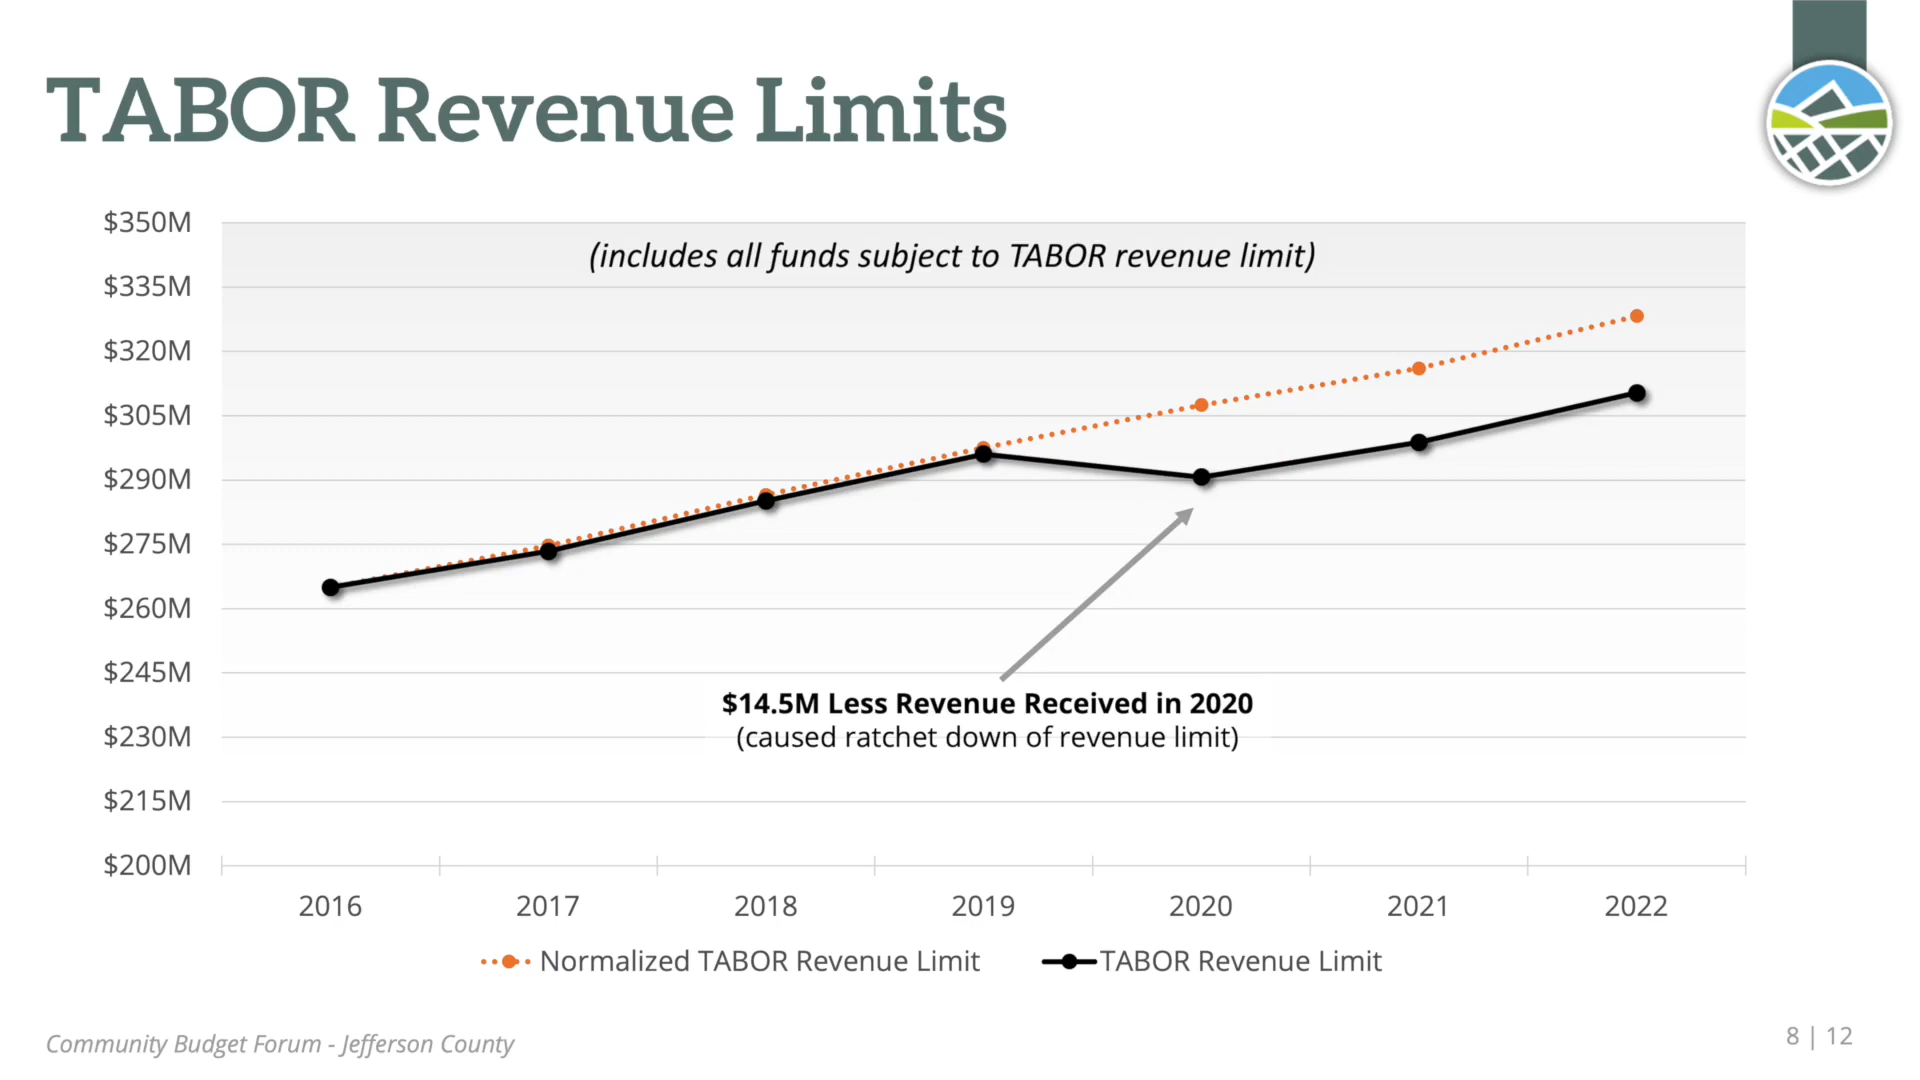 TABOR Revenue Limits
(includes all funds subject to TABOR revenue limit)
$350M
$335M
$320M
$305M
$290M
$275M
$260M
$245M
$230M
$215M
$200M
$14.5M Less Revenue Received in 2020
(caused ratchet down of revenue limit)
2016 2017 2018 2019 2020 2021 2022
Normalized TABOR Revenue Limit TABOR Revenue Limit
Community Budget Forum - Jefferson County
8 | 12